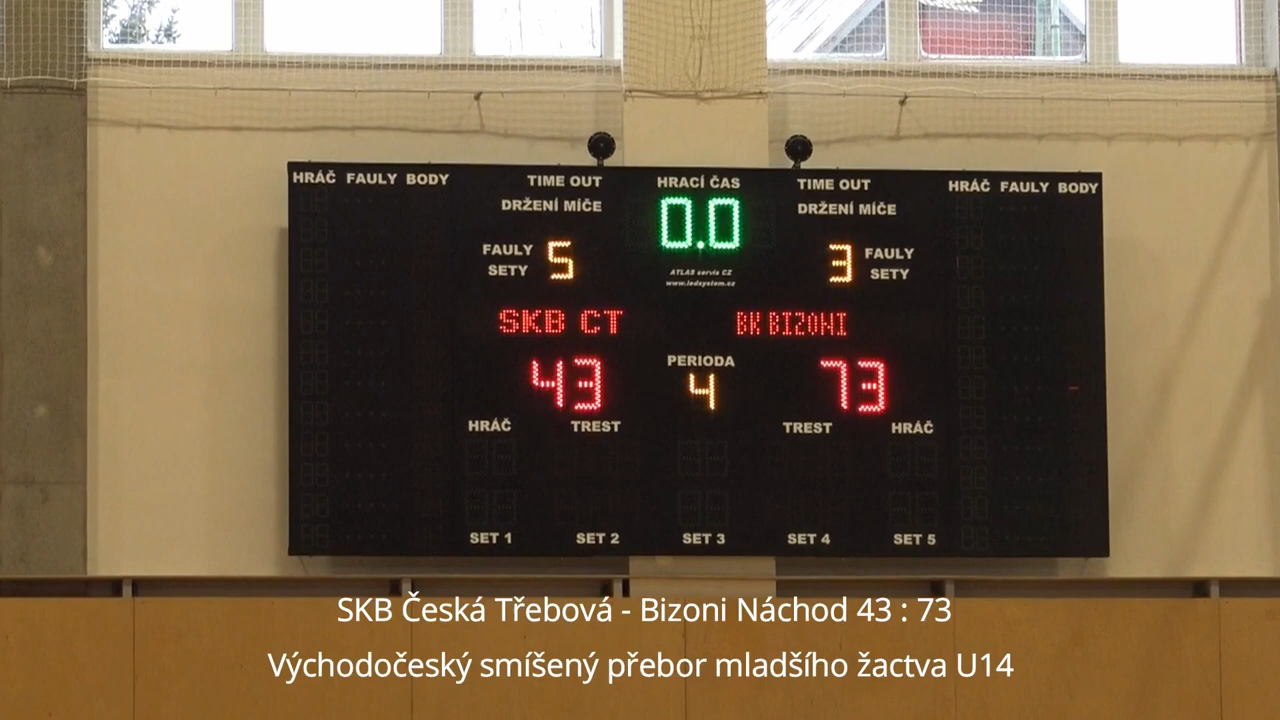 HRÁČ FAULY BODY
TIME OUT
HRACÍ ČAS
TIME OUT
HRÁČ FAULY BODY
DRŽENÍ MÍČE
0.0
DRŽENÍ MÍČE
FAULY
SETY
5
3
FAULY
SETY
ATLAS servis CZ
www.ledsystem.cz
SKB CT
BK BIZONI
43
PERIODA
4
73
HRÁČ
TREST
TREST
HRÁČ
SET 1
SET 2
SET 3
SET 4
SET 5
SKB Česká Třebová - Bizoni Náchod 43 : 73
Východočeský smíšený přebor mladšího žactva U14